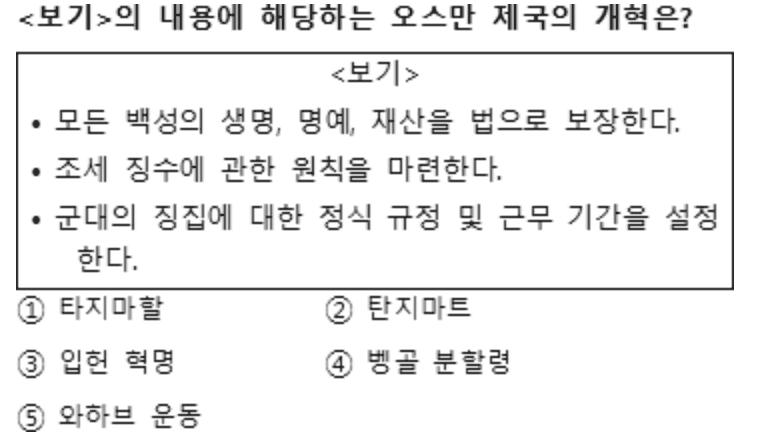 <보기>의 내용에 해당하는 오스만 제국의 개혁은?
<보기>
• 모든 백성의 생명, 명예, 재산을 법으로 보장한다.
• 조세 징수에 관한 원칙을 마련한다.
• 군대의 징집에 대한 정식 규정 및 근무 기간을 설정
한다.
① 타지마할 ② 탄지마트
③ 입헌 혁명 ④ 벵골 분할령
⑤ 와하브 운동